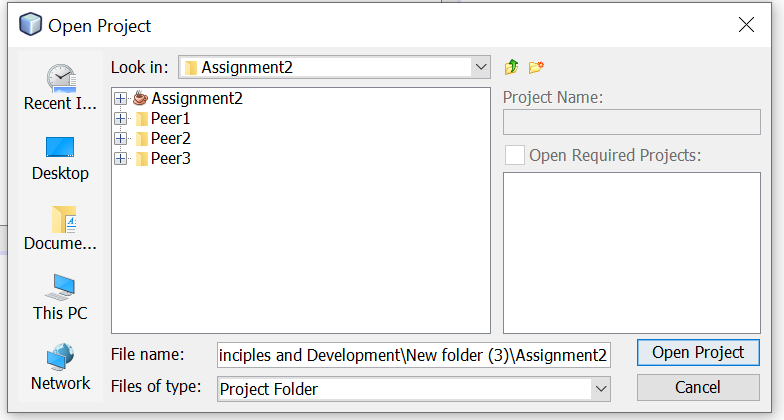 Open Project
Look in: Assignment2
Recent I...
Desktop
Docume...
This PC
Network
Assignment2
Peer1
Peer2
Peer3
Project Name:
Open Required Projects:
File name: inciples and Development\New folder (3)\Assignment2
Open Project
Files of type: Project Folder
Cancel